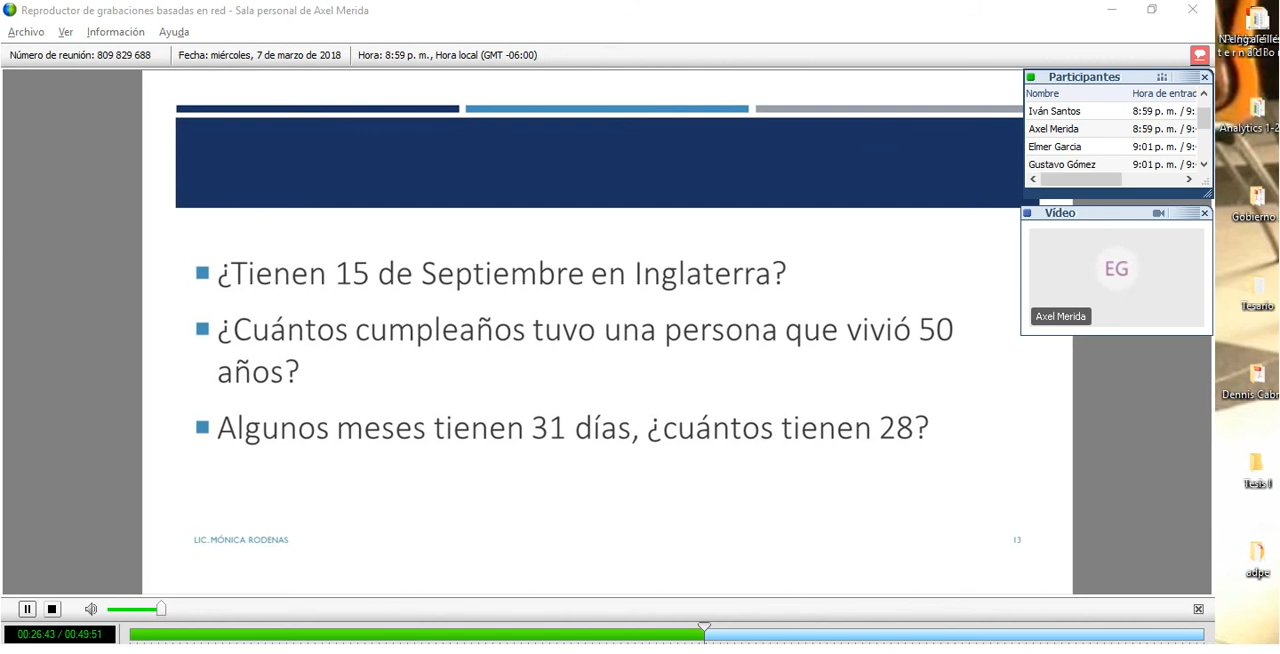 Reproductor de grabaciones basadas en red - Sala personal de Axel Merida
Archivo Ver Información Ayuda
Número de reunión: 809 829 688 Fecha: miércoles, 7 de marzo de 2018 Hora: 8:59 p. m., Hora local (GMT -06:00)
Participantes
Nombre Hora de entrac
Iván Santos 8:59 p. m. / 9:
Axel Merida 8:59 p. m. / 9:
Elmer Garcia 9:01 p. m. / 9:
Gustavo Gómez 9:01 p. m. / 9:
Vídeo
EG
Axel Merida
¿Tienen 15 de Septiembre en Inglaterra?
¿Cuántos cumpleaños tuvo una persona que vivió 50
años?
Algunos meses tienen 31 días, ¿cuántos tienen 28?
LIC. MÓNICA RODENAS 13
00:26:43 / 00:49:51
Analytics 1-2
Gobierno
Tesario
Dennis Cabr
Tesis I
adpe